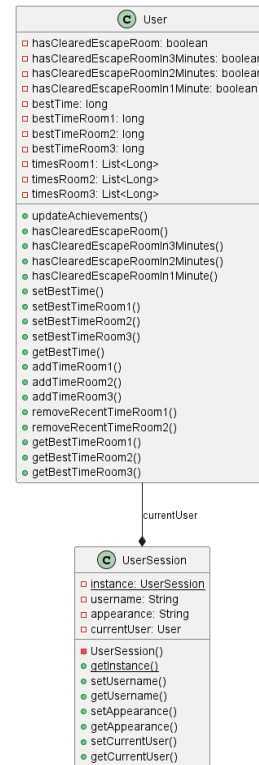 C User
hasClearedEscapeRoom: boolean
hasClearedEscapeRoomIn3Minutes: boolean
hasClearedEscapeRoomIn2Minutes: boolean
hasClearedEscapeRoomIn1Minute: boolean
bestTime: long
bestTimeRoom1: long
bestTimeRoom2: long
bestTimeRoom3: long
timesRoom1: List<Long>
timesRoom2: List<Long>
timesRoom3: List<Long>
updateAchievements()
hasClearedEscapeRoom()
hasClearedEscapeRoomIn3Minutes()
hasClearedEscapeRoomIn2Minutes()
hasClearedEscapeRoomIn1Minute()
setBestTime()
setBestTimeRoom1()
setBestTimeRoom2()
setBestTimeRoom3()
getBestTime()
addTimeRoom1()
addTimeRoom2()
addTimeRoom3()
removeRecentTimeRoom1()
removeRecentTimeRoom2()
getBestTimeRoom1()
getBestTimeRoom2()
getBestTimeRoom3()
currentUser
C UserSession
instance: UserSession
username: String
appearance: String
currentUser: User
UserSession()
getInstance()
setUsername()
getUsername()
setAppearance()
getAppearance()
setCurrentUser()
getCurrentUser()